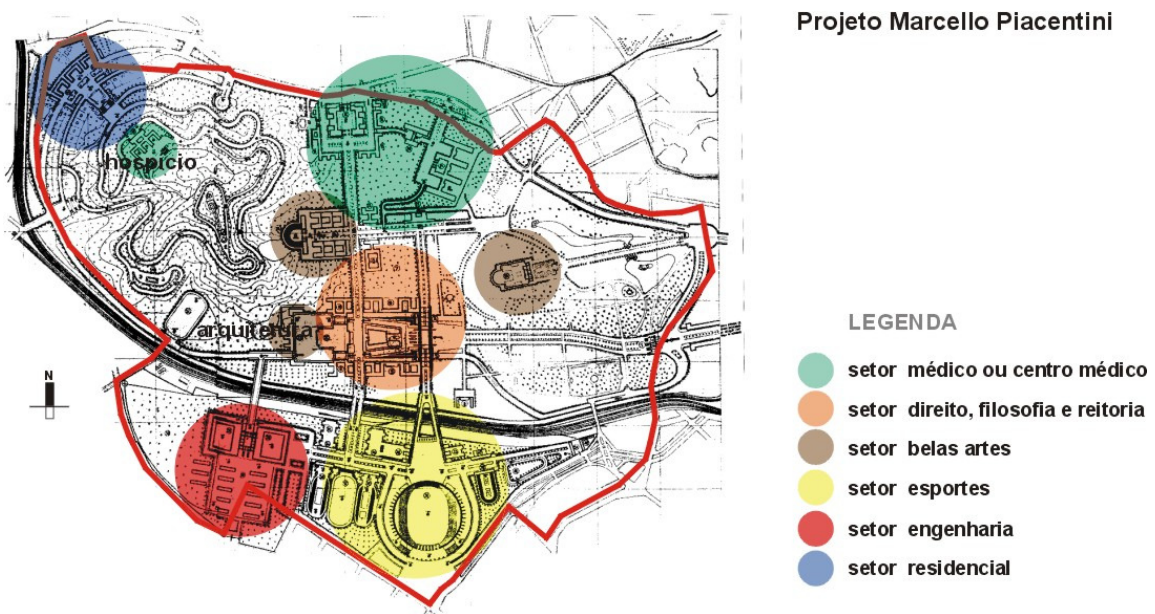 Projeto Marcello Piacentini
hospício
arquitetura
N
LEGENDA
setor médico ou centro médico
setor direito, filosofia e reitoria
setor belas artes
setor esportes
setor engenharia
setor residencial